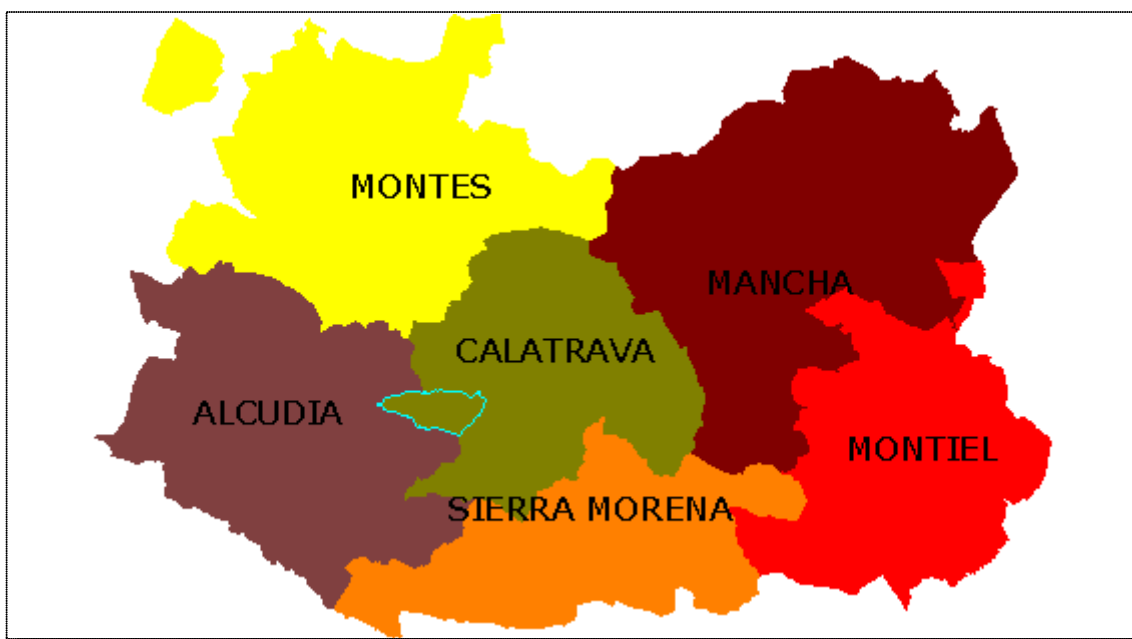 MONTES
MANCHA
CALATRAVA
ALCUDIA
MONTIEL
SIERRA MORENA